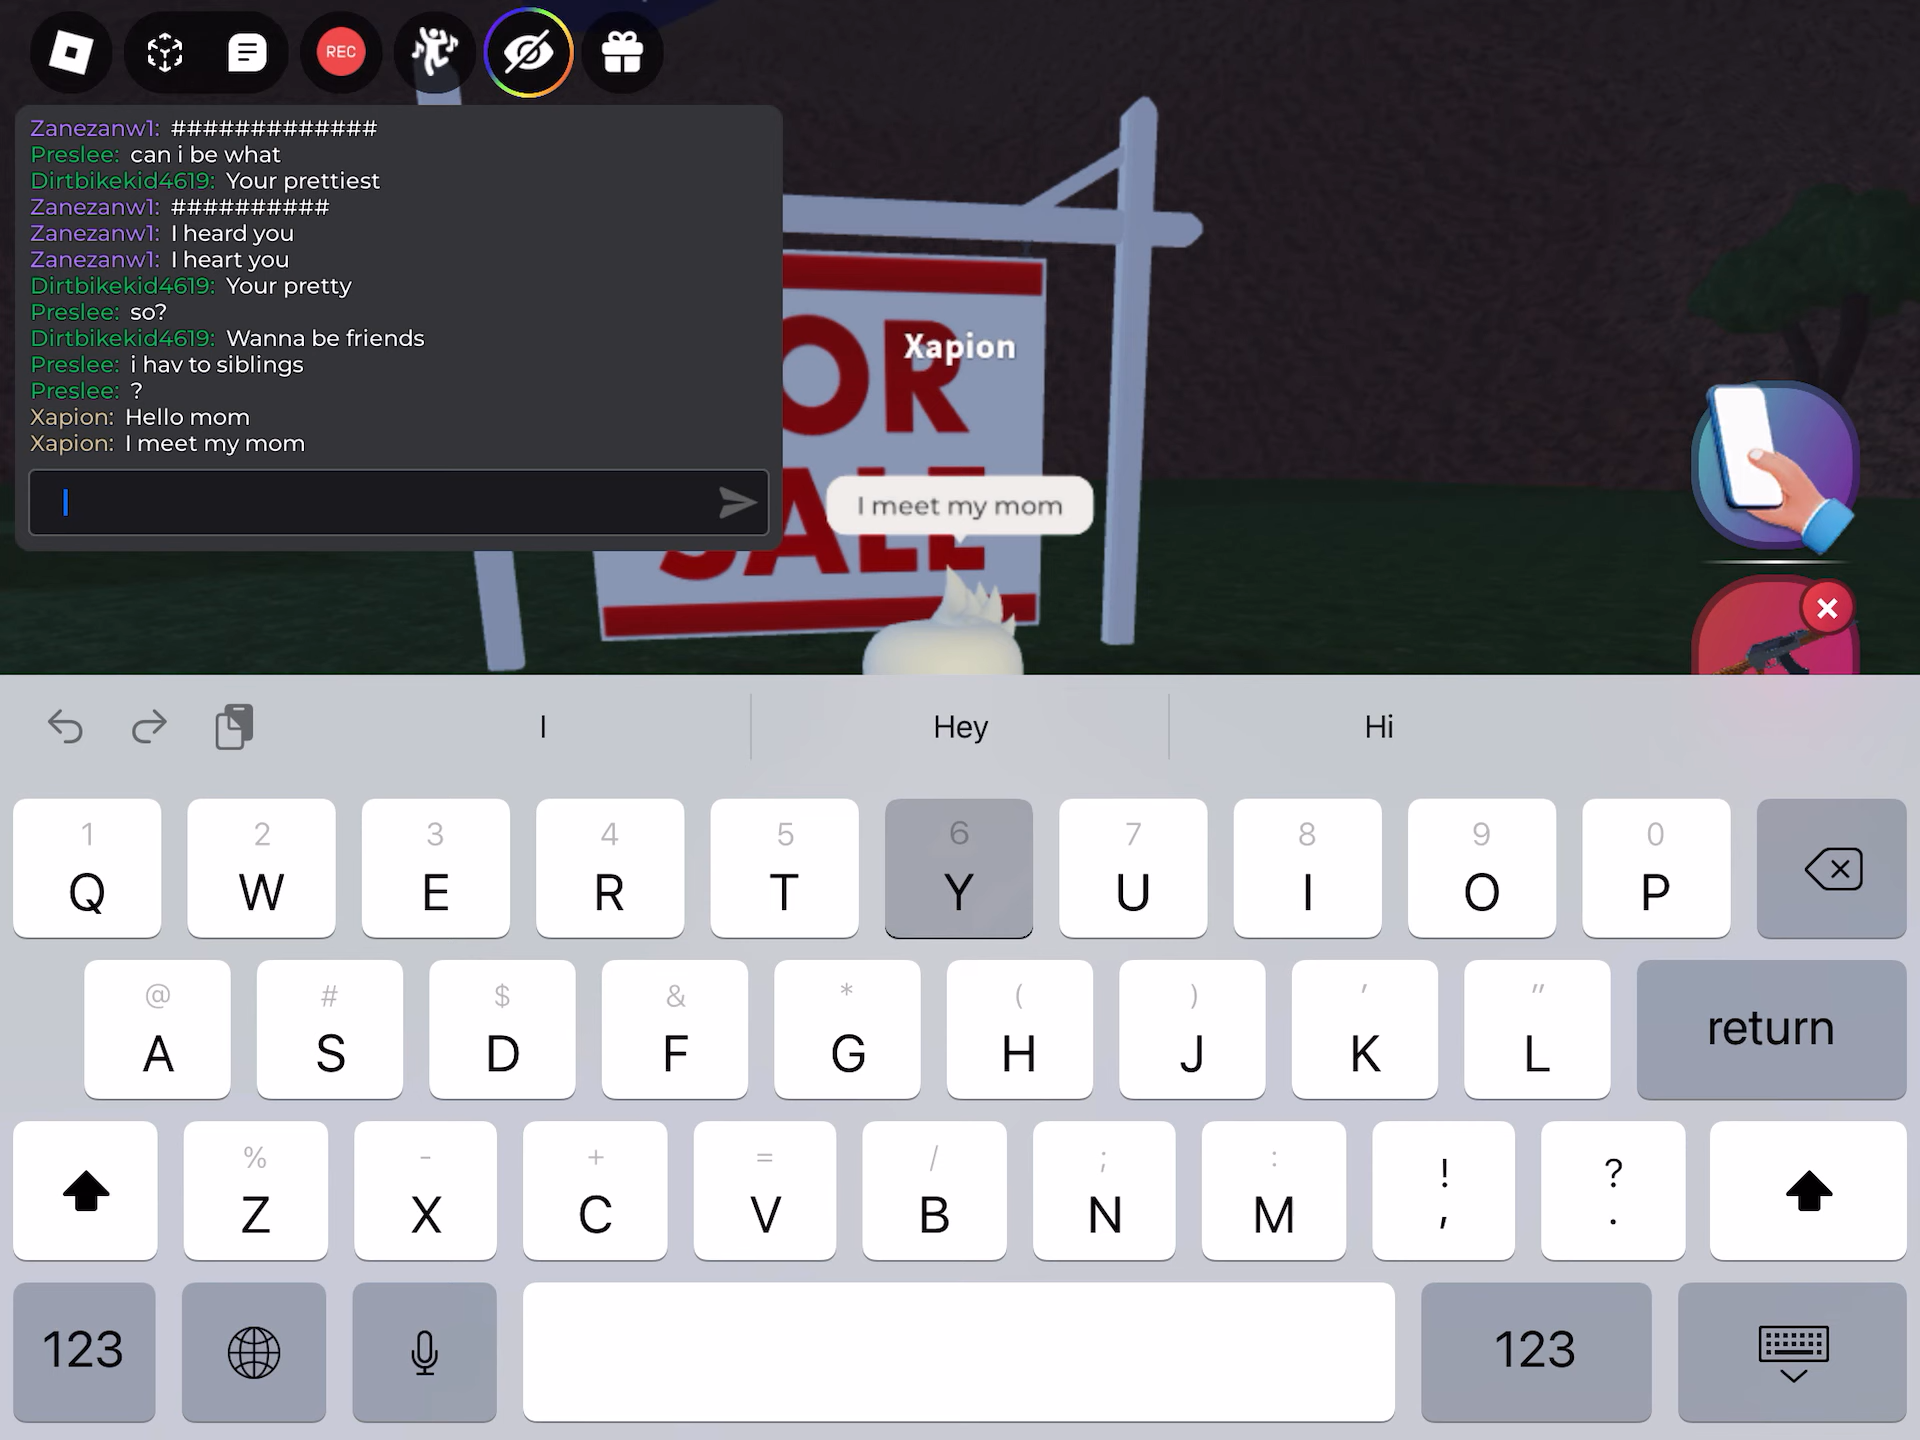 REC
Zanezanw1: #############
Preslee: can i be what
Dirtbikekid4619: Your prettiest
Zanezanw1: ##########
Zanezanw1: I heard you
Zanezanw1: I heart you
Dirtbikekid4619: Your pretty
Preslee: so?
Dirtbikekid4619: Wanna be friends
Preslee: i hav to siblings
Preslee: ?
Xapion: Hello mom
Xapion: I meet my mom
OR
SALE
Xapion
I meet my mom
I Hey Hi
1 2 3 4 5 6 7 8 9 0
Q W E R T Y U I O P
@ # $ & * ( ) ' "
A S D F G H J K L return
% - + = / ; : ! ?
Z X C V B N M , .
123 123